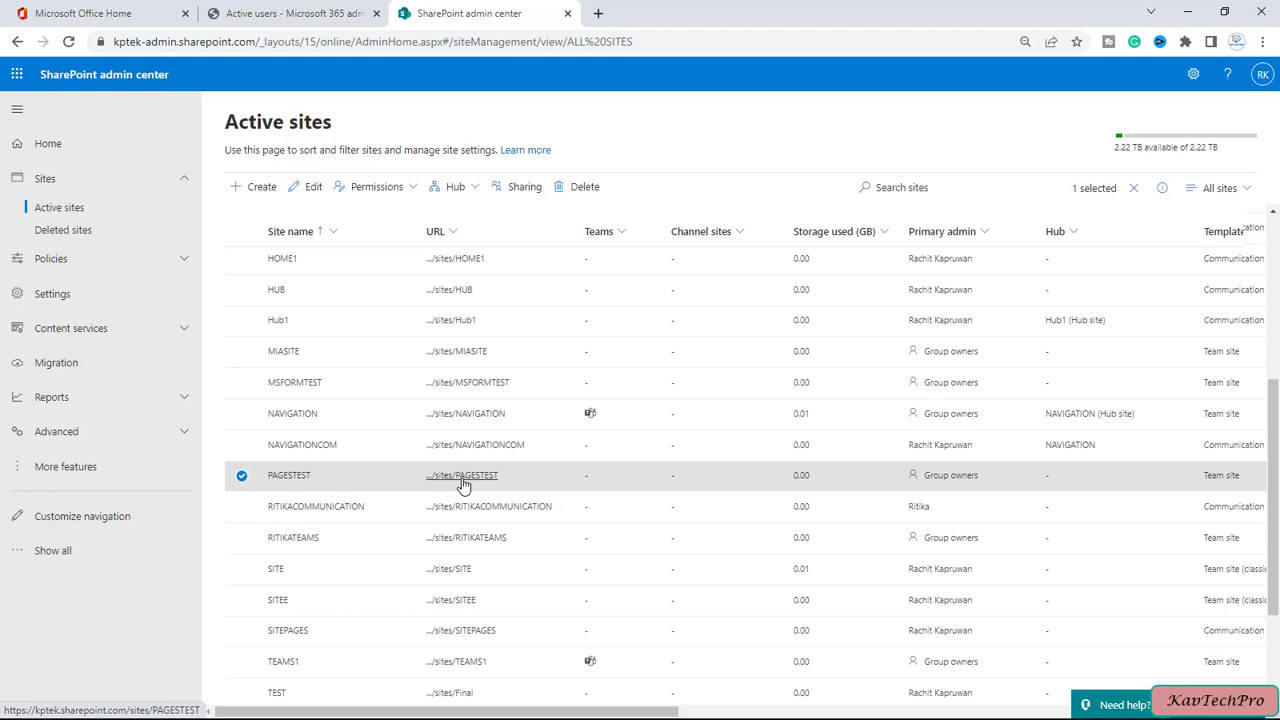 Microsoft Office Home
Active users - Microsoft 365 adm
SharePoint admin center
kptek-admin.sharepoint.com/_layouts/15/online/AdminHome.aspx#/siteManagement/view/ALL%20SITES
SharePoint admin center
RK
Home
Sites
Active sites
Deleted sites
Policies
Settings
Content services
Migration
Reports
Advanced
More features
Customize navigation
Show all
Active sites
Use this page to sort and filter sites and manage site settings. Learn more
2.22 TB available of 2.22 TB
Create Edit Permissions Hub Sharing Delete Search sites 1 selected All sites
Site name URL Teams Channel sites Storage used (GB) Primary admin Hub Template
HOME1 .../sites/HOME1 - - 0.00 Rachit Kapruwan - Communication
HUB .../sites/HUB - - 0.00 Rachit Kapruwan - Communication
Hub1 .../sites/Hub1 - - 0.00 Rachit Kapruwan Hub1 (Hub site) Communication
MIASITE .../sites/MIASITE - - 0.00 Group owners - Team site
MSFORMTEST .../sites/MSFORMTEST - - 0.00 Group owners - Team site
NAVIGATION .../sites/NAVIGATION - 0.01 Group owners NAVIGATION (Hub site) Team site
NAVIGATIONCOM .../sites/NAVIGATIONCOM - - 0.00 Rachit Kapruwan NAVIGATION Communication
PAGESTEST .../sites/PAGESTEST - - 0.00 Group owners - Team site
RITIKACOMMUNICATION .../sites/RITIKACOMMUNICATION - - 0.00 Ritika - Communication
RITIKATEAMS .../sites/RITIKATEAMS - - 0.00 Group owners - Team site
SITE .../sites/SITE - - 0.01 Rachit Kapruwan - Team site (classic
SITEE .../sites/SITEE - - 0.00 Rachit Kapruwan - Team site (classic
SITEPAGES .../sites/SITEPAGES - - 0.00 Rachit Kapruwan - Communication
TEAMS1 .../sites/TEAMS1 - 0.00 Group owners - Team site
TEST .../sites/Final - - 0.00 Rachit Kapruwan -
https://kptek.sharepoint.com/sites/PAGESTEST
Need help?
KavTechPro